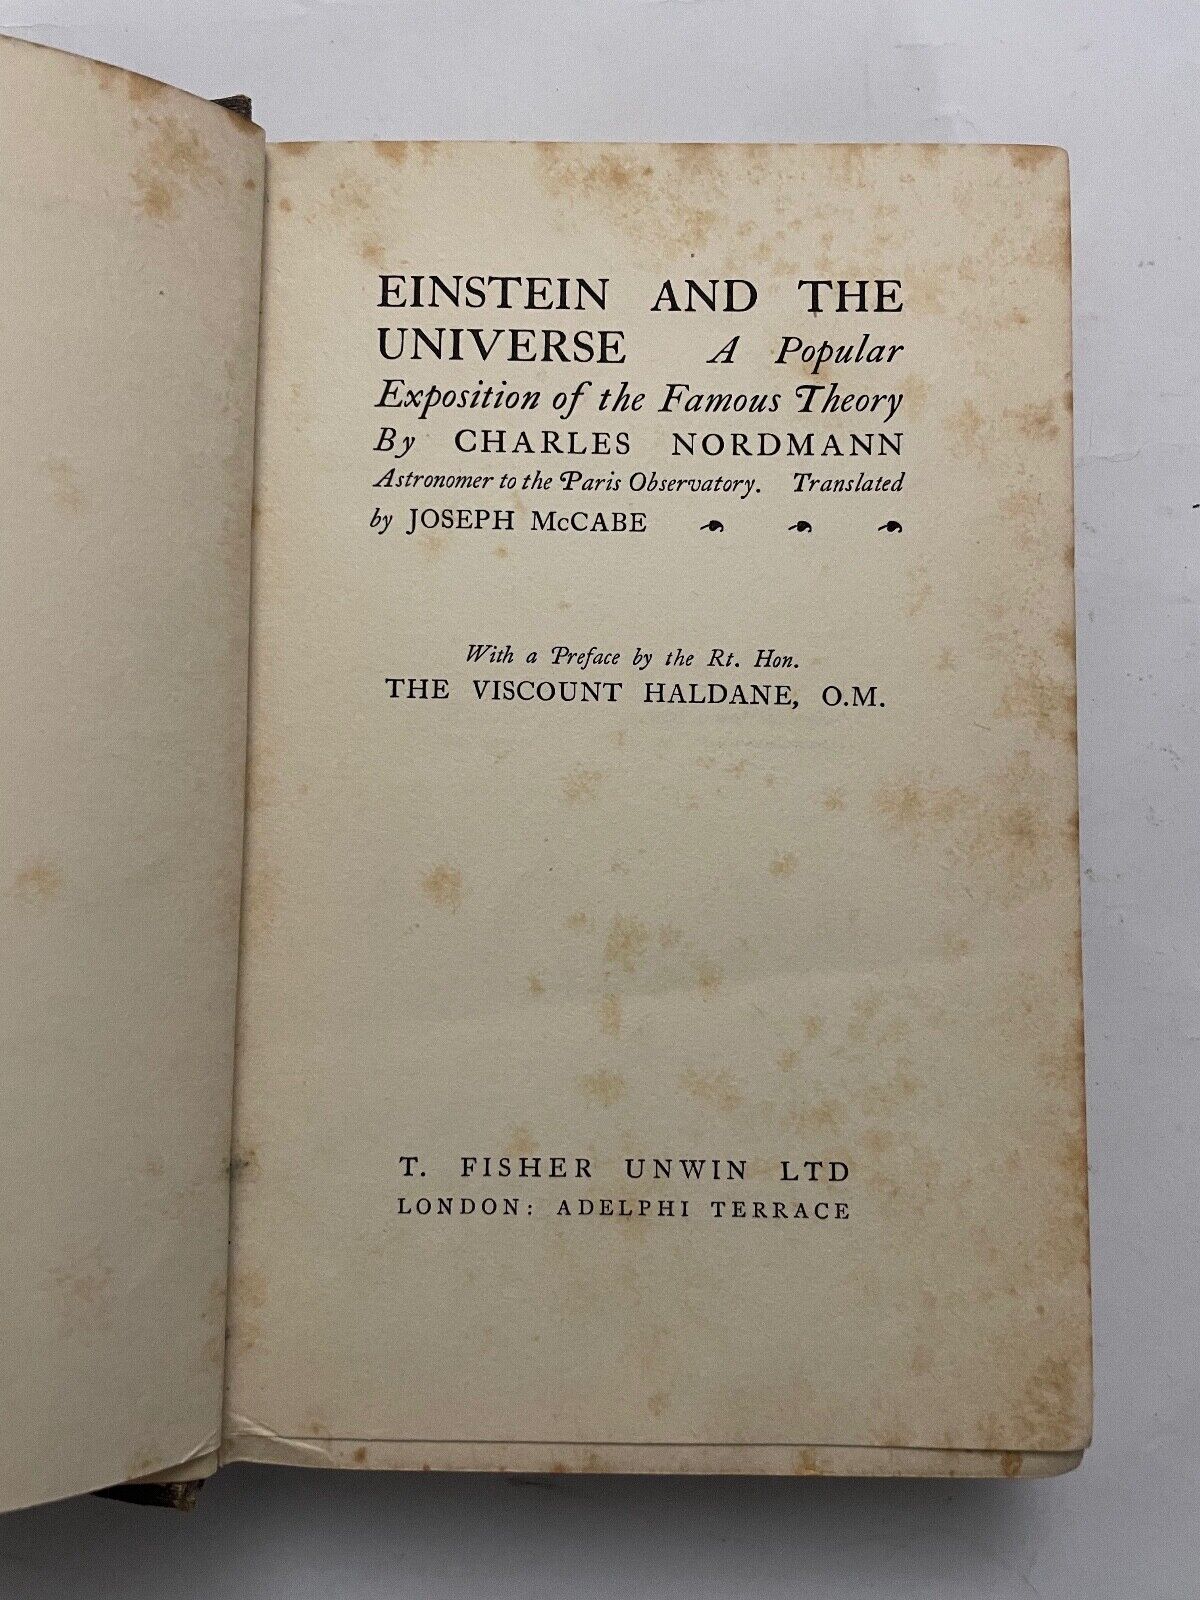 EINSTEIN AND THE
UNIVERSE A Popular
Exposition of the Famous Theory
By CHARLES NORDMANN
Astronomer to the Paris Observatory. Translated
by JOSEPH McCABE
With a Preface by the Rt. Hon.
THE VISCOUNT HALDANE, O.M.
T. FISHER UNWIN LTD
LONDON: ADELPHI TERRACE